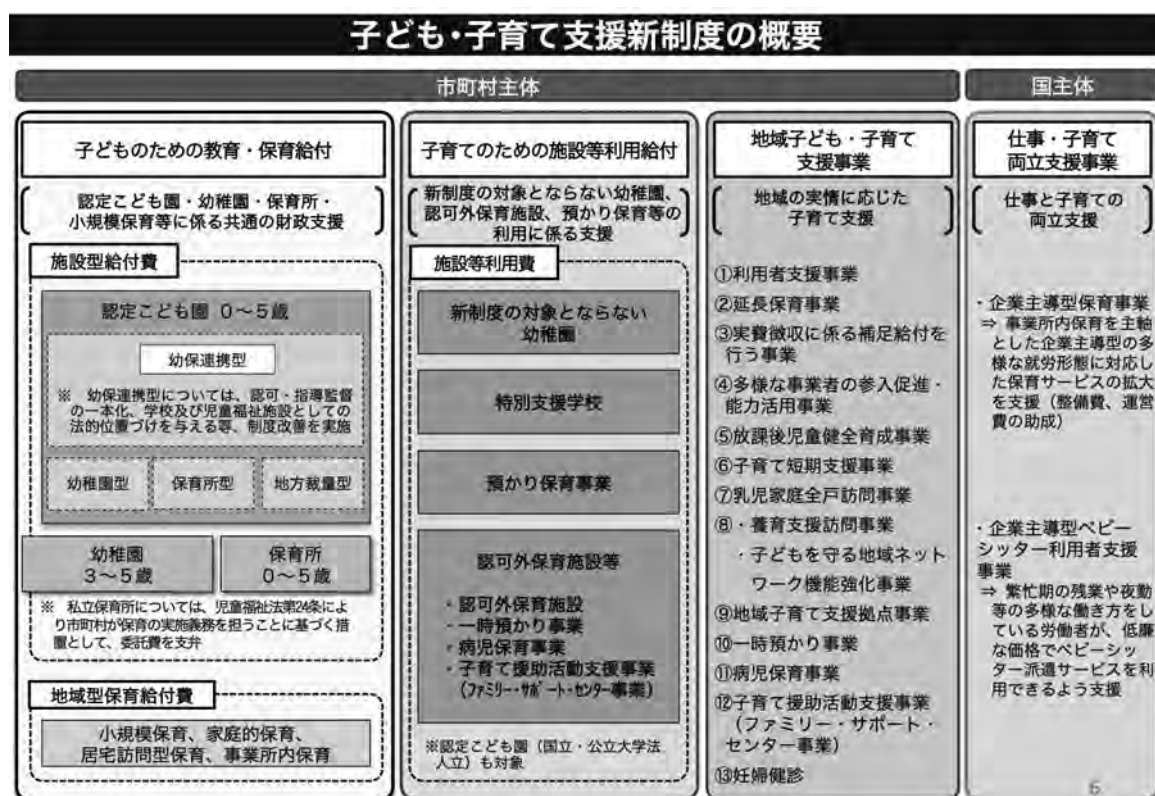 子ども・子育て支援新制度の概要
市町村主体
国主体
子どものための教育・保育給付
認定こども園・幼稚園・保育所・
小規模保育等に係る共通の財政支援
施設型給付費
認定こども園 0～5歳
幼保連携型
※ 幼保連携型については、認可・指導監督
の一本化、学校及び児童福祉施設としての
法的位置づけを与える等、制度改善を実施
幼稚園型
保育所型
地方裁量型
幼稚園
3～5歳
保育所
0～5歳
※ 私立保育所については、児童福祉法第24条によ
り市町村が保育の実施義務を担うことに基づく措
置として、委託費を支弁
地域型保育給付費
小規模保育、家庭的保育、
居宅訪問型保育、事業所内保育
子育てのための施設等利用給付
新制度の対象とならない幼稚園、
認可外保育施設、預かり保育等の
利用に係る支援
施設等利用費
新制度の対象とならない
幼稚園
特別支援学校
預かり保育事業
認可外保育施設等
・認可外保育施設
・一時預かり事業
・病児保育事業
・子育て援助活動支援事業
（ﾌｧﾐﾘｰ･ｻﾎﾟｰﾄ･ｾﾝﾀｰ事業）
※認定こども園（国立・公立大学法
人立）も対象
地域子ども・子育て
支援事業
地域の実情に応じた
子育て支援
①利用者支援事業
②延長保育事業
③実費徴収に係る補足給付を
行う事業
④多様な事業者の参入促進・
能力活用事業
⑤放課後児童健全育成事業
⑥子育て短期支援事業
⑦乳児家庭全戸訪問事業
⑧・養育支援訪問事業
・子どもを守る地域ネット
ワーク機能強化事業
⑨地域子育て支援拠点事業
⑩一時預かり事業
⑪病児保育事業
⑫子育て援助活動支援事業
（ファミリー・サポート・
センター事業）
⑬妊婦健診
仕事・子育て
両立支援事業
仕事と子育ての
両立支援
・企業主導型保育事業
⇒ 事業所内保育を主軸
とした企業主導型の多
様な就労形態に対応し
た保育サービスの拡大
を支援（整備費、運営
費の助成）
・企業主導型ベビー
シッター利用者支援
事業
⇒ 繁忙期の残業や夜勤
等の多様な働き方をし
ている労働者が、低廉
な価格でベビーシッ
ター派遣サービスを利
用できるよう支援
6